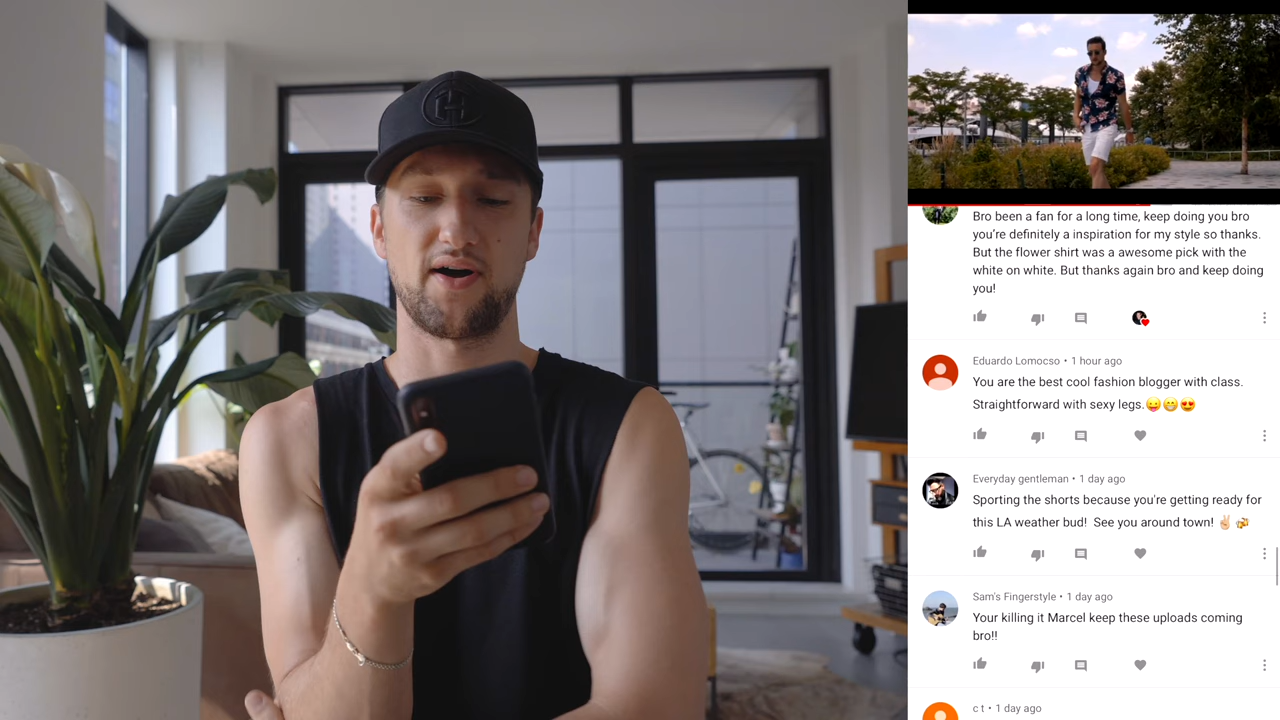 Bro been a fan for a long time, keep doing you bro
you're definitely a inspiration for my style so thanks.
But the flower shirt was a awesome pick with the
white on white. But thanks again bro and keep doing
you!
Eduardo Lomocso • 1 hour ago
You are the best cool fashion blogger with class.
Straightforward with sexy legs.😛😁😍
Everyday gentleman • 1 day ago
Sporting the shorts because you're getting ready for
this LA weather bud!  See you around town! ✌🏻🍻
Sam's Fingerstyle • 1 day ago
Your killing it Marcel keep these uploads coming
bro!!
c t • 1 day ago